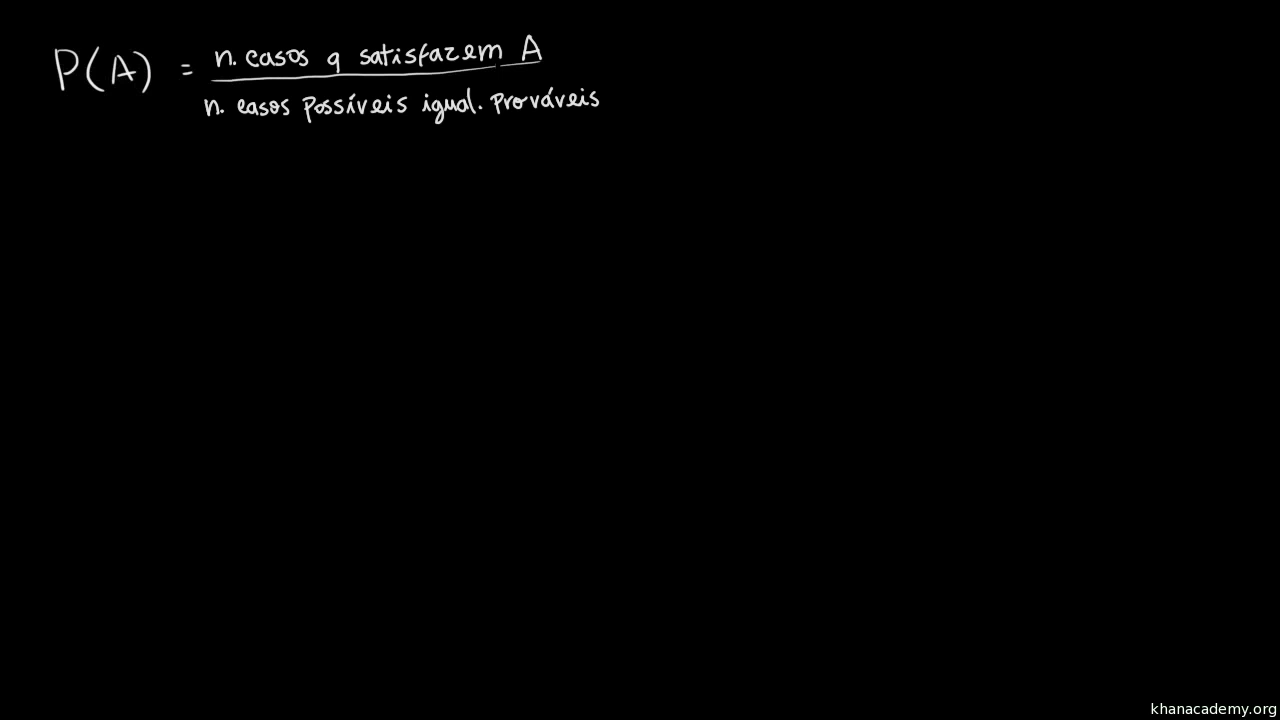 P(A) = n. casos q satisfazem A
n. casos possíveis igual. prováveis
khanacademy.org